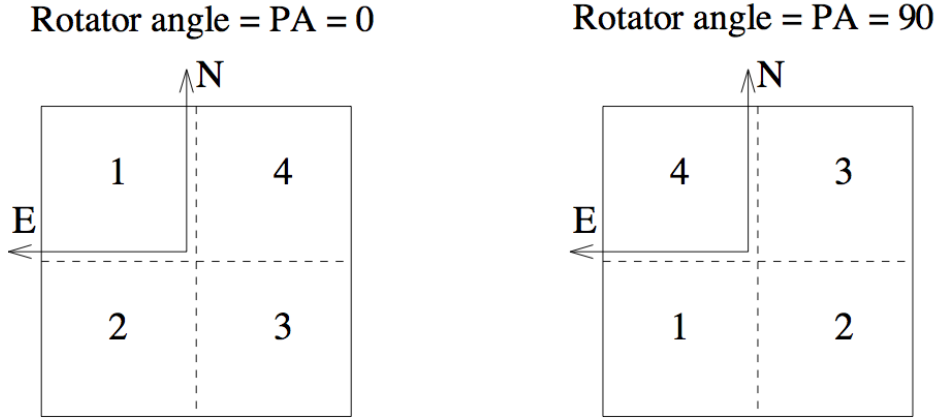 Rotator angle = PA = 0
N
1 4
E
2 3
Rotator angle = PA = 90
N
4 3
E
1 2